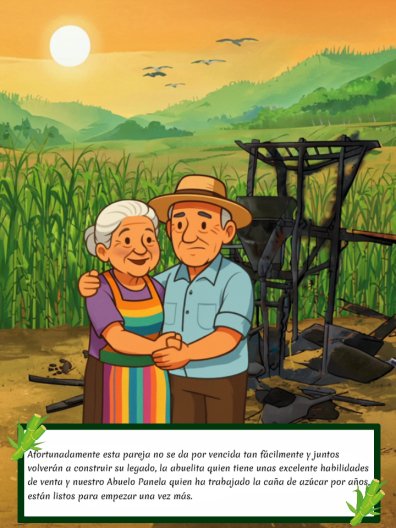 Afortunadamente esta pareja no se da por vencida tan fácilmente y juntos
volverán a construir su legado, la abuelita quien tiene unas excelente habilidades
de venta y nuestro Abuelo Panela quien ha trabajado la caña de azúcar por años,
están listos para empezar una vez más.